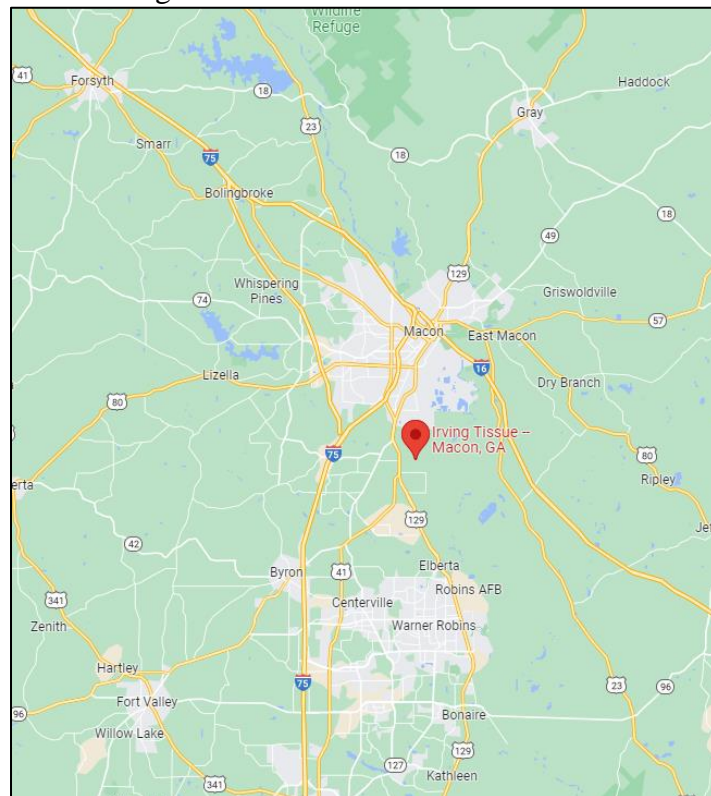 Wildlife
Refuge
41
Forsyth
18
23
Haddock
Gray
Smarr
75
18
Bolingbroke
18
49
129
Whispering
Pines
74
Griswoldville
Macon
East Macon
57
Lizella
16
Dry Branch
80
Irving Tissue –
Macon, GA
75
80
Ripley
129
42
Byron
41
Elberta
Robins AFB
341
Centerville
Zenith
Warner Robins
Hartley
75
23
96
Fort Valley
96
Bonaire
Willow Lake
129
127
Kathleen
341